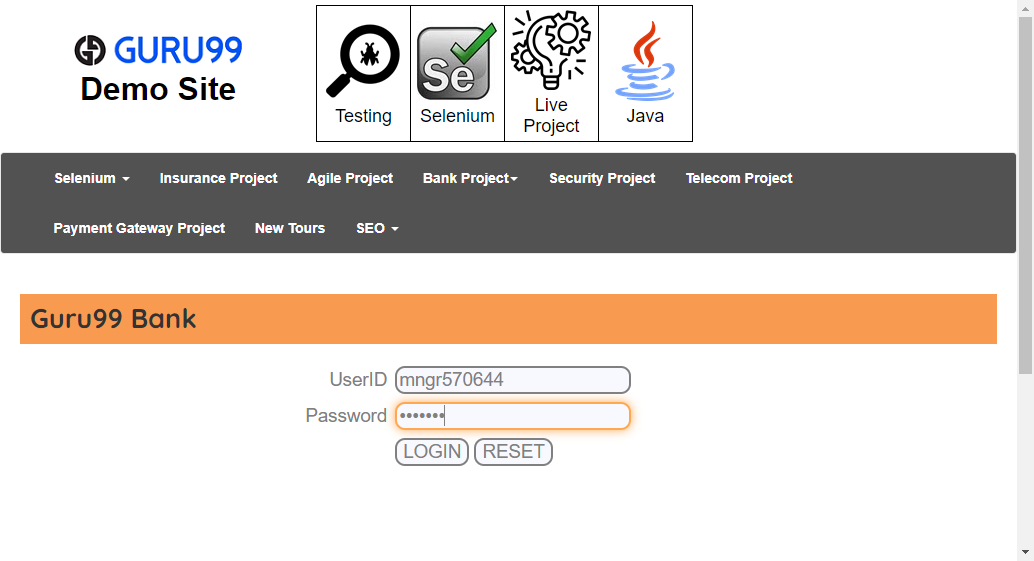 GURU99
Demo Site
Testing
Se
Selenium
Live
Project
Java
Selenium
Insurance Project
Agile Project
Bank Project
Security Project
Telecom Project
Payment Gateway Project
New Tours
SEO
Guru99 Bank
UserID mngr570644
Password •••••••
LOGIN RESET